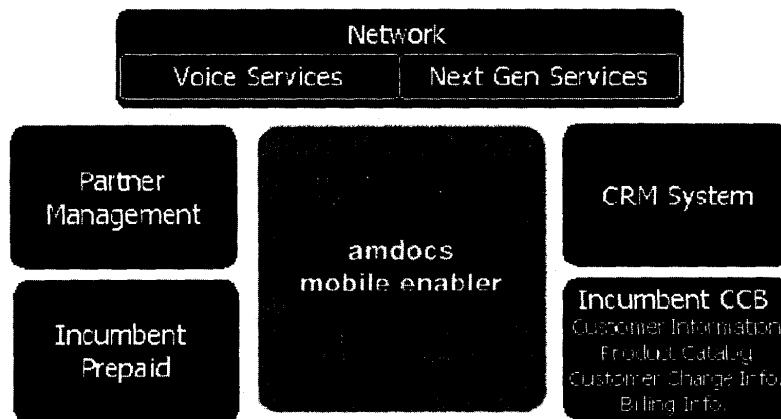 Network
Voice Services
Next Gen Services
Partner
Management
amdocs
mobile enabler
CRM System
Incumbent
Prepaid
Incumbent CCB
Customer Information
Product Catalog
Customer Charge Info.
Billing Info.